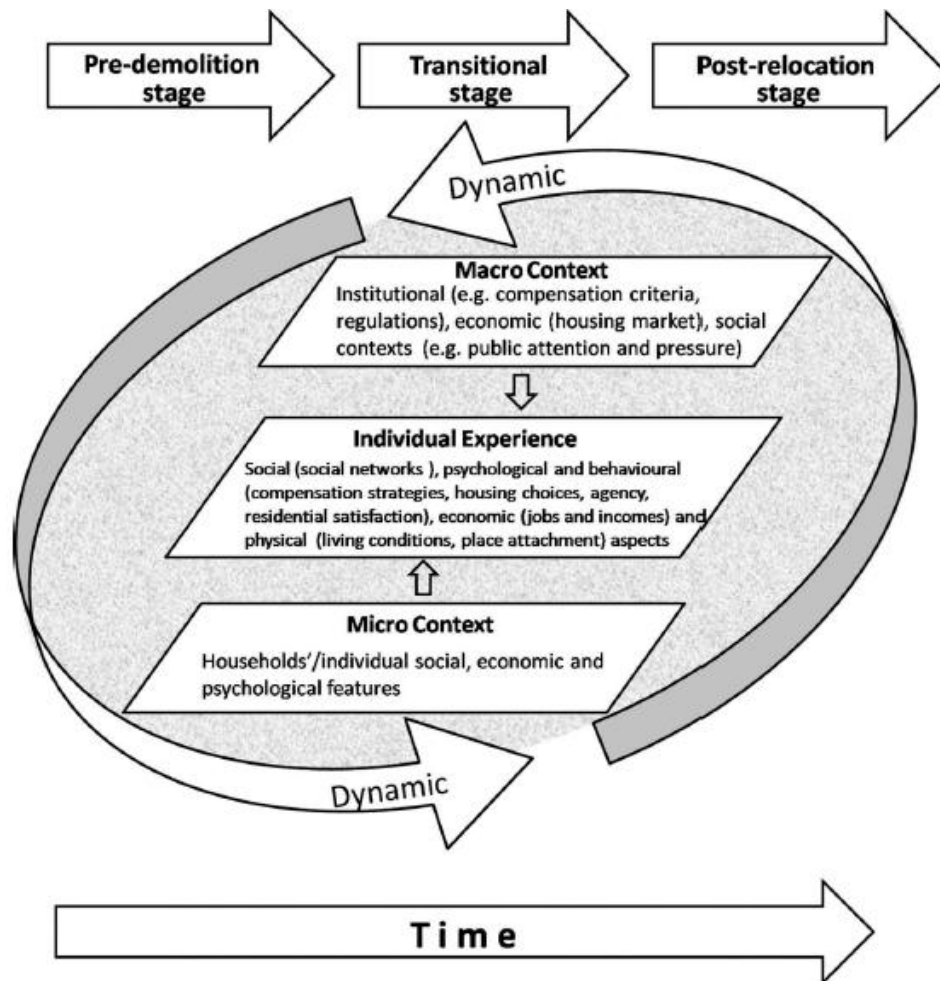 Pre-demolition
stage
Transitional
stage
Post-relocation
stage
Dynamic
Macro Context
Institutional (e.g. compensation criteria,
regulations), economic (housing market), social
contexts (e.g. public attention and pressure)
Individual Experience
Social (social networks ), psychological and behavioural
(compensation strategies, housing choices, agency,
residential satisfaction), economic (jobs and incomes) and
physical (living conditions, place attachment) aspects
Micro Context
Households'/individual social, economic and
psychological features
Dynamic
Time